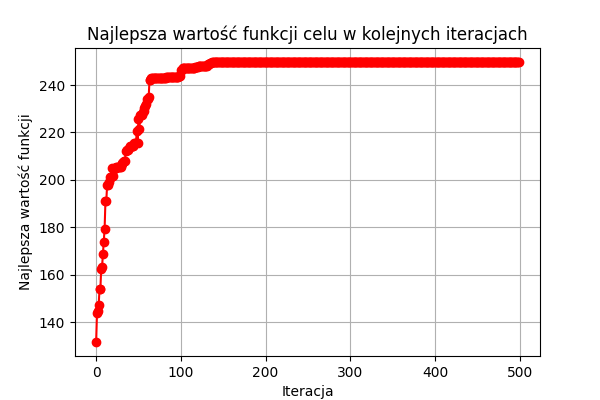 Najlepsza wartość funkcji celu w kolejnych iteracjach
Najlepsza wartość funkcji
240
220
200
180
160
140
0 100 200 300 400 500
Iteracja